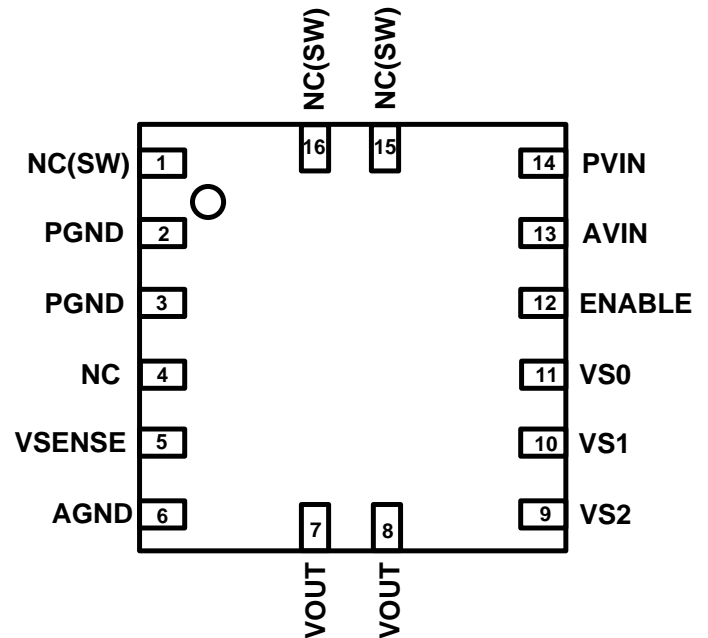 NC(SW)
NC(SW)
16
15
NC(SW) 1
14 PVIN
PGND 2
13 AVIN
PGND 3
12 ENABLE
NC 4
11 VS0
VSENSE 5
10 VS1
AGND 6
9 VS2
7
8
VOUT
VOUT